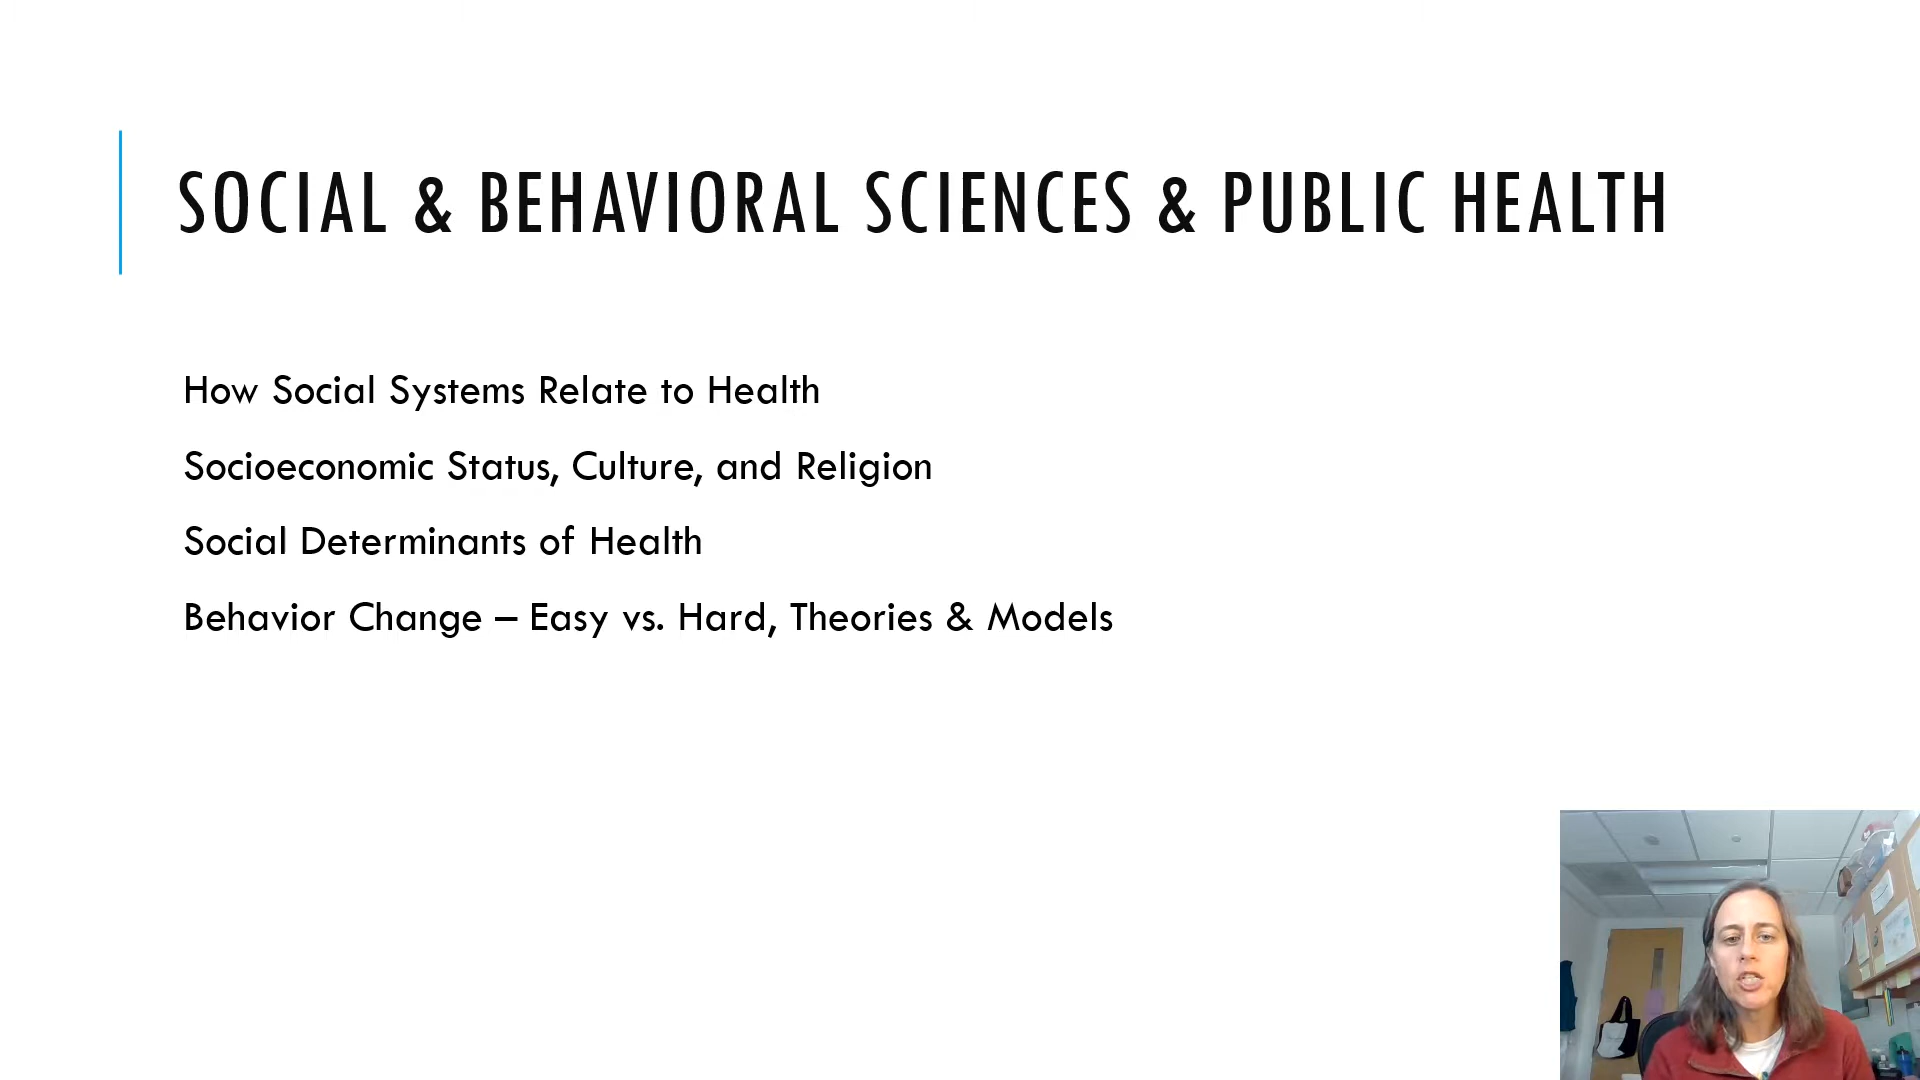 SOCIAL & BEHAVIORAL SCIENCES & PUBLIC HEALTH
How Social Systems Relate to Health
Socioeconomic Status, Culture, and Religion
Social Determinants of Health
Behavior Change – Easy vs. Hard, Theories & Models